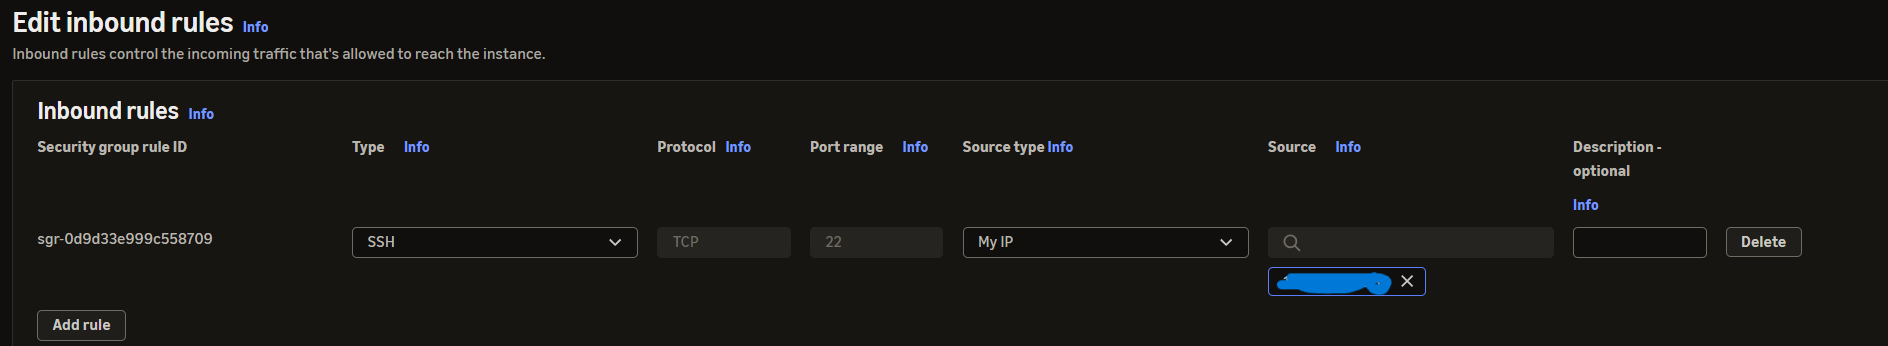 Edit inbound rules Info
Inbound rules control the incoming traffic that's allowed to reach the instance.
Inbound rules Info
Security group rule ID Type Info Protocol Info Port range Info Source type Info Source Info Description -
optional
Info
sgr-0d9d33e999c558709 SSH TCP 22 My IP Delete
Add rule